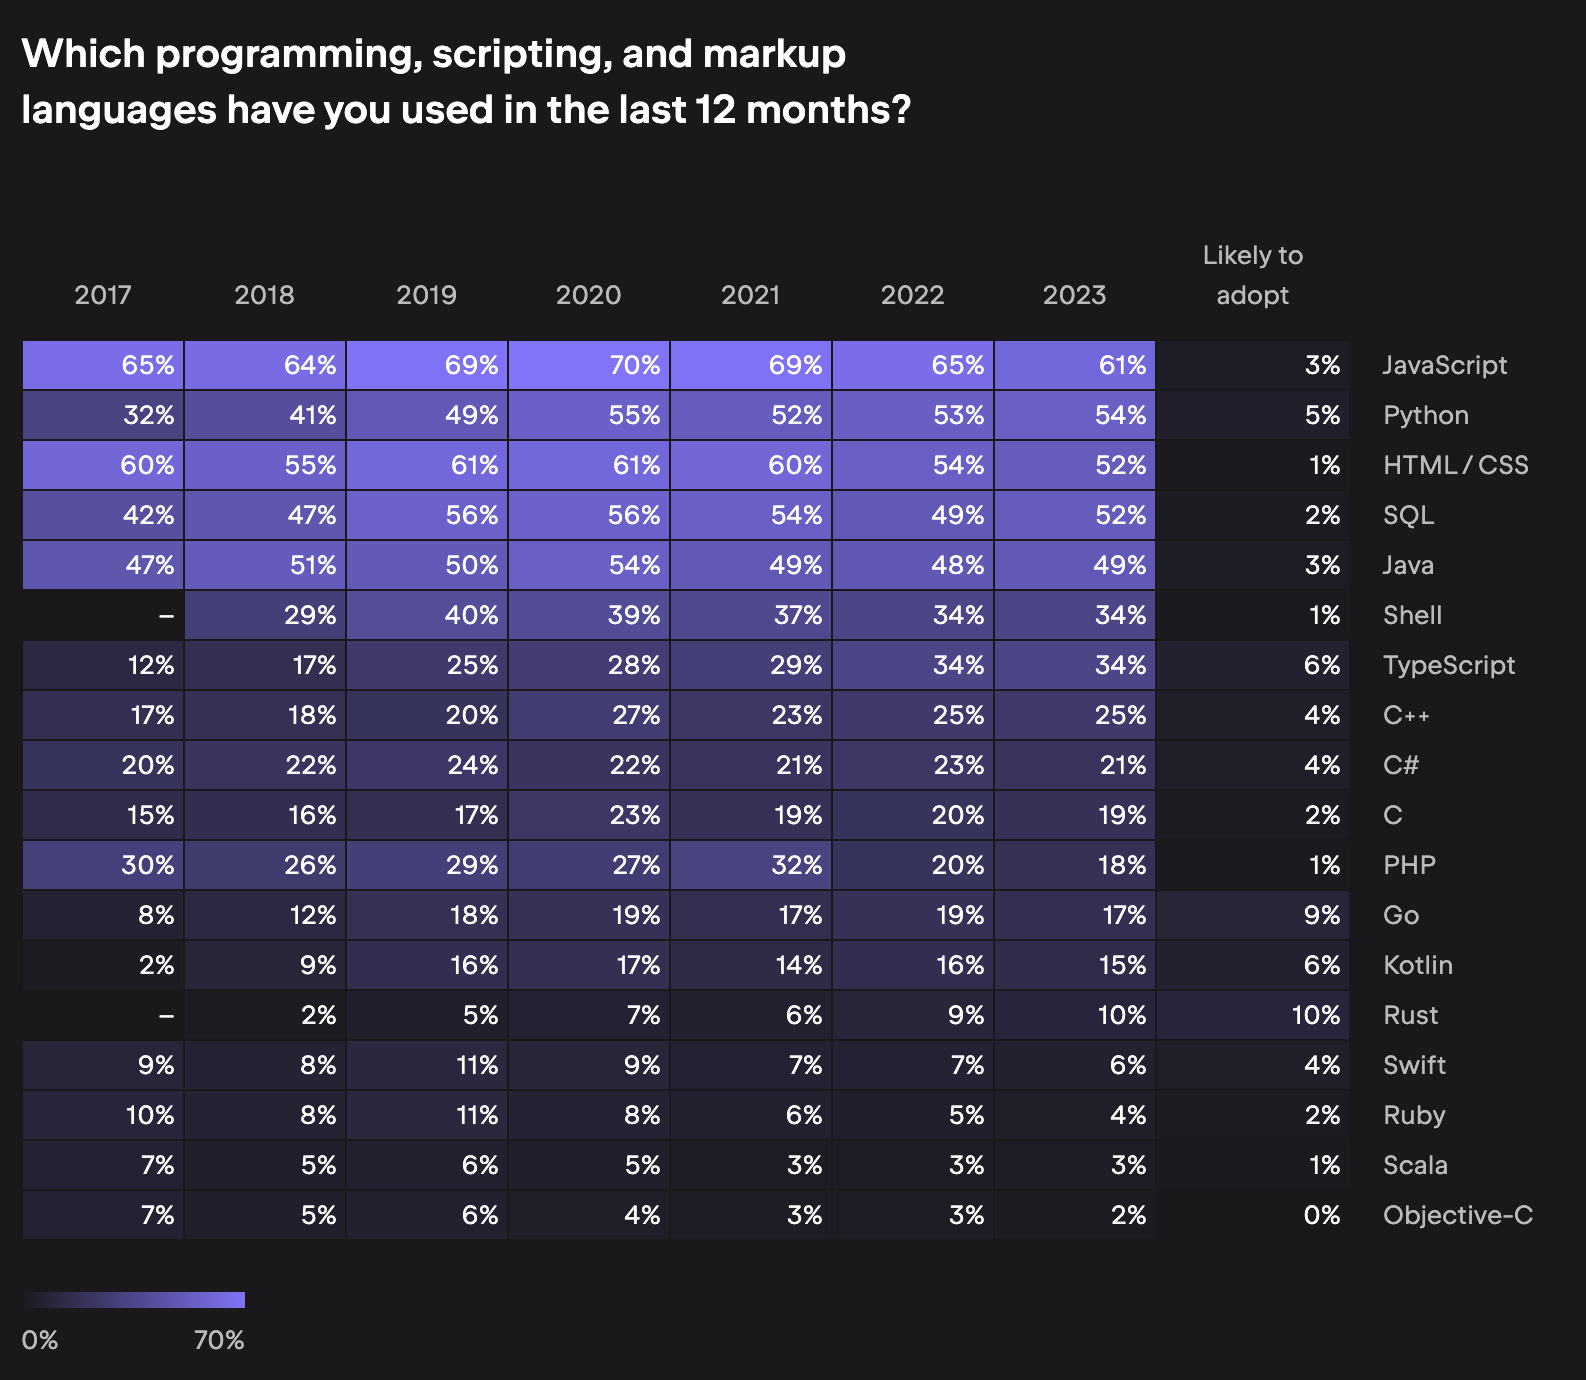 Which programming, scripting, and markup
languages have you used in the last 12 months?
Likely to
2017 2018 2019 2020 2021 2022 2023 adopt
65% 64% 69% 70% 69% 65% 61% 3% JavaScript
32% 41% 49% 55% 52% 53% 54% 5% Python
60% 55% 61% 61% 60% 54% 52% 1% HTML / CSS
42% 47% 56% 56% 54% 49% 52% 2% SQL
47% 51% 50% 54% 49% 48% 49% 3% Java
– 29% 40% 39% 37% 34% 34% 1% Shell
12% 17% 25% 28% 29% 34% 34% 6% TypeScript
17% 18% 20% 27% 23% 25% 25% 4% C++
20% 22% 24% 22% 21% 23% 21% 4% C#
15% 16% 17% 23% 19% 20% 19% 2% C
30% 26% 29% 27% 32% 20% 18% 1% PHP
8% 12% 18% 19% 17% 19% 17% 9% Go
2% 9% 16% 17% 14% 16% 15% 6% Kotlin
– 2% 5% 7% 6% 9% 10% 10% Rust
9% 8% 11% 9% 7% 7% 6% 4% Swift
10% 8% 11% 8% 6% 5% 4% 2% Ruby
7% 5% 6% 5% 3% 3% 3% 1% Scala
7% 5% 6% 4% 3% 3% 2% 0% Objective-C
0% 70%